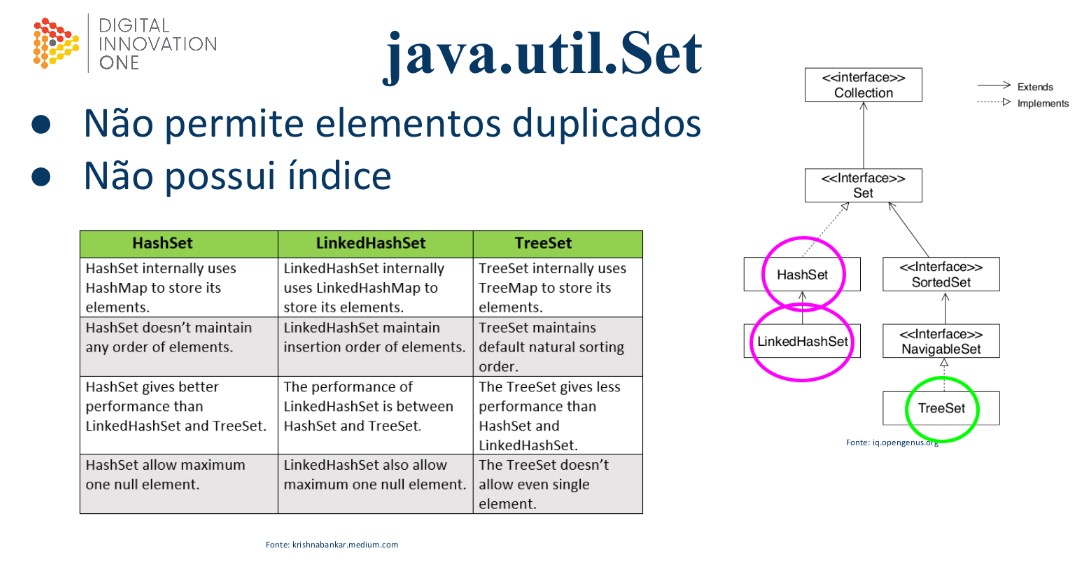 DIGITAL
INNOVATION
ONE
java.util.Set
● Não permite elementos duplicados
● Não possui índice
HashSet
LinkedHashSet
TreeSet
HashSet internally uses
HashMap to store its
elements.
LinkedHashSet internally
uses LinkedHashMap to
store its elements.
TreeSet internally uses
TreeMap to store its
elements.
HashSet doesn't maintain
any order of elements.
LinkedHashSet maintain
insertion order of elements.
TreeSet maintains
default natural sorting
order.
HashSet gives better
performance than
LinkedHashSet and TreeSet.
The performance of
LinkedHashSet is between
HashSet and TreeSet.
The TreeSet gives less
performance than
HashSet and
LinkedHashSet.
HashSet allow maximum
one null element.
LinkedHashSet also allow
maximum one null element.
The TreeSet doesn't
allow even single
element.
Fonte: krishnabankar.medium.com
<<interface>>
Collection
Extends
Implements
<<Interface>>
Set
HashSet
<<Interface>>
SortedSet
LinkedHashSet
<<Interface>>
NavigableSet
TreeSet
Fonte: iq.opengenus.org